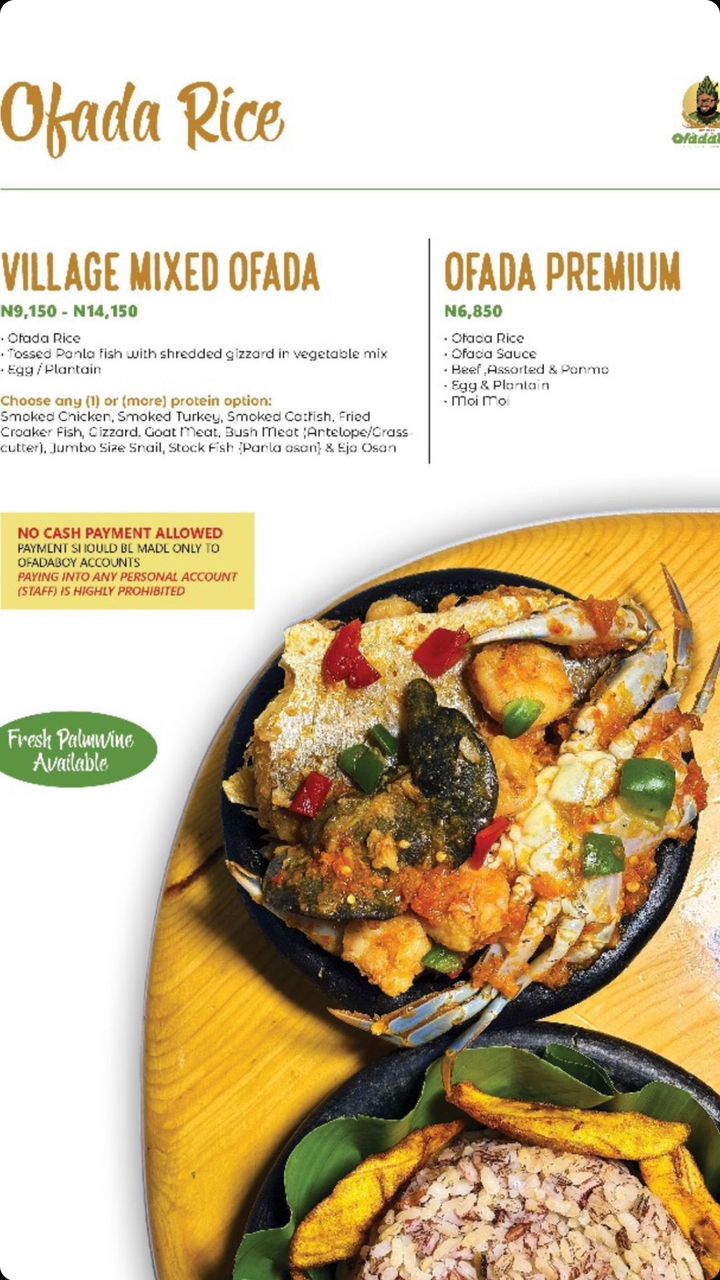 Ofada Rice
VILLAGE MIXED OFADA
N9,150 - N14,150
• Ofada Rice
• Tossed Panla fish with shredded gizzard in vegetable mix
• Egg / Plantain
Choose any (1) or (more) protein option:
Smoked Chicken, Smoked Turkey, Smoked Catfish, Fried
Croaker Fish, Gizzard, Goat Meat, Bush Meat (Antelope/Grass-
cutter), Jumbo Size Snail, Stock Fish {Panla osan} & Eja Osan
OFADA PREMIUM
N6,850
• Ofada Rice
• Ofada Sauce
• Beef ,Assorted & Ponmo
• Egg & Plantain
• Moi Moi
NO CASH PAYMENT ALLOWED
PAYMENT SHOULD BE MADE ONLY TO
OFADABOY ACCOUNTS
PAYING INTO ANY PERSONAL ACCOUNT
(STAFF) IS HIGHLY PROHIBITED
Fresh Palmwine
Available